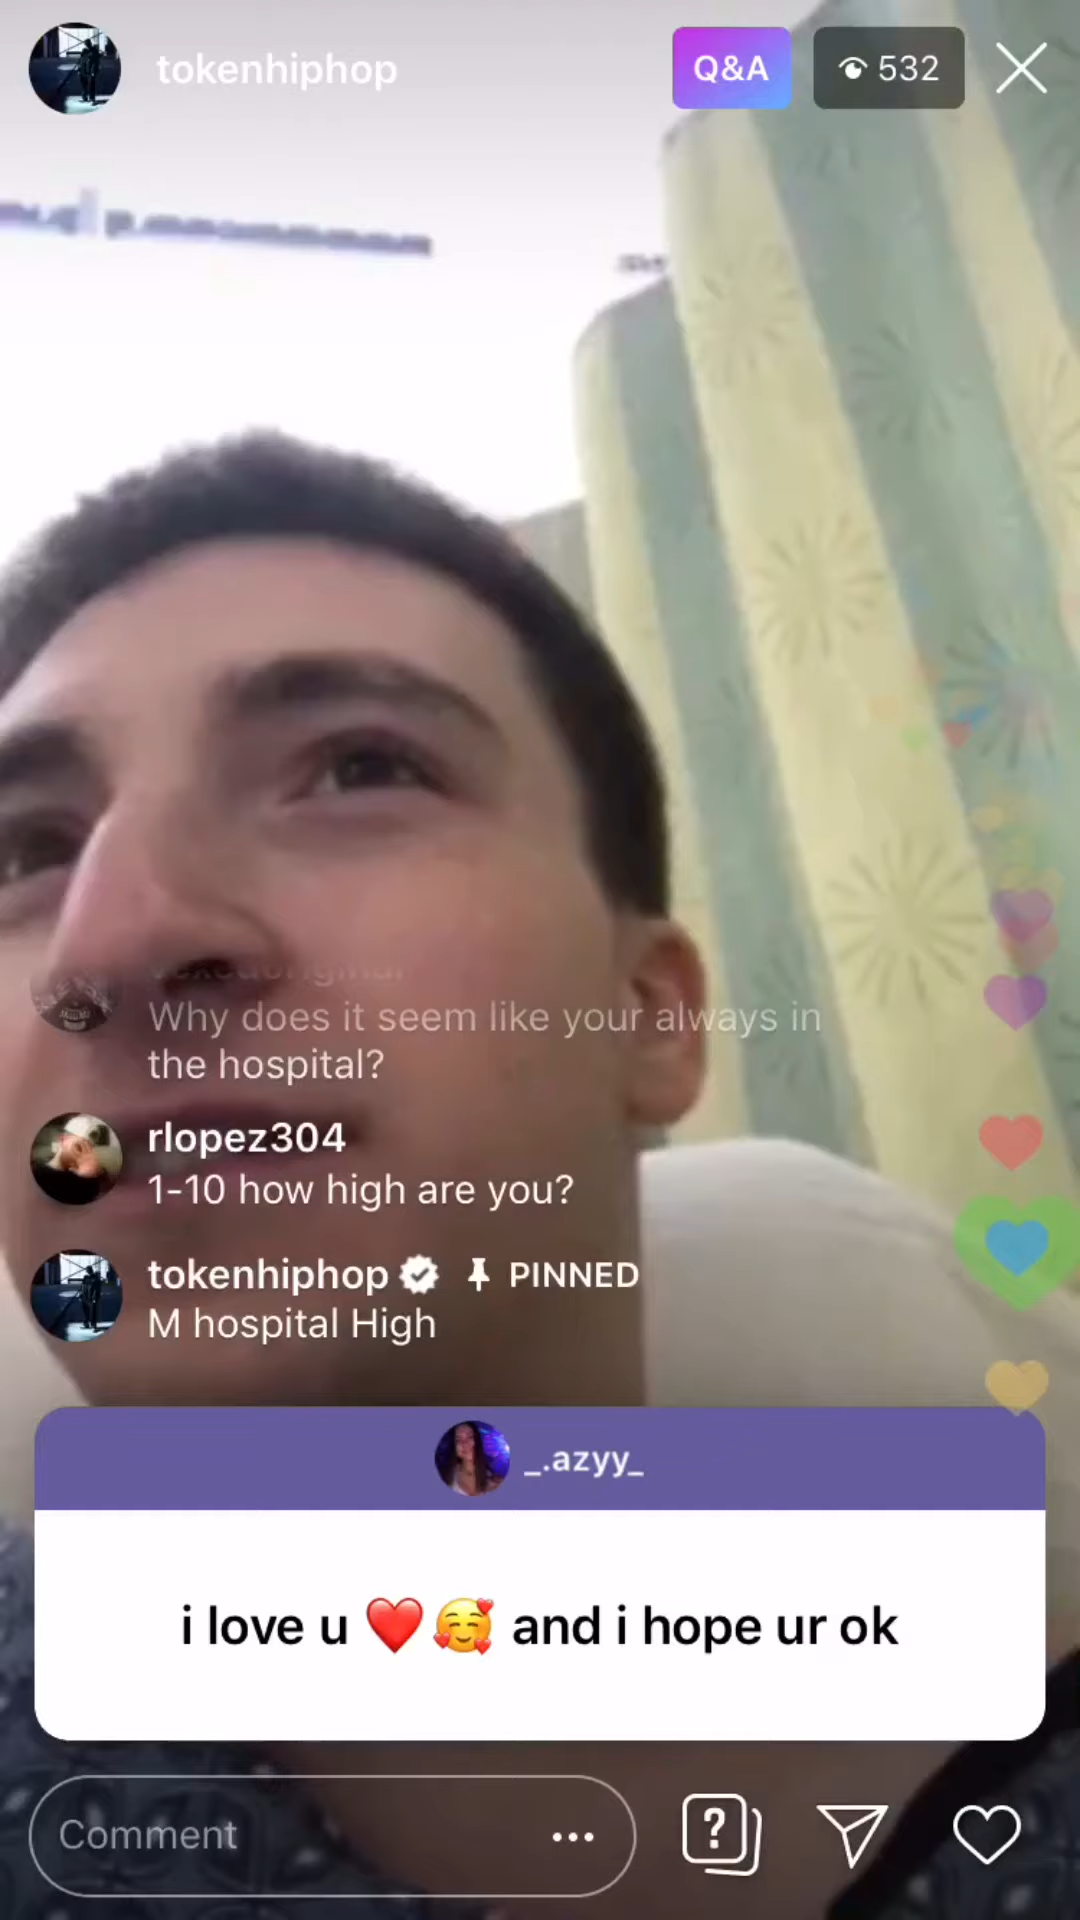 tokenhiphop
Q&A
532
Why does it seem like your always in
the hospital?
rlopez304
1-10 how high are you?
tokenhiphop PINNED
M hospital High
_.azyy_
i love u ❤️🥰 and i hope ur ok
Comment